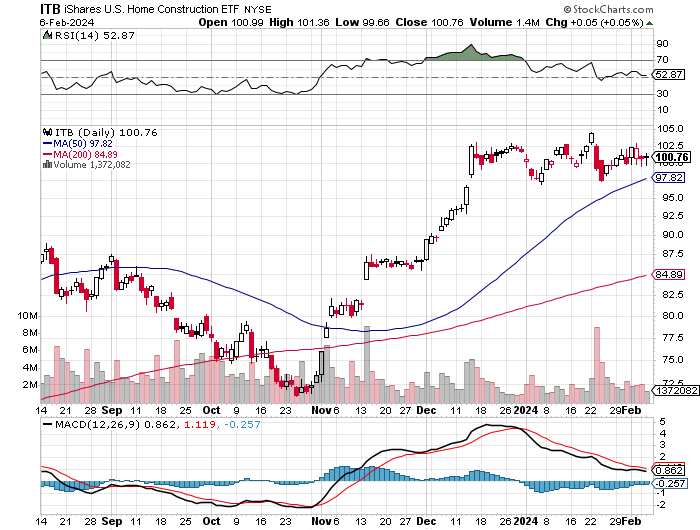 ITB iShares U.S. Home Construction ETF NYSE © StockCharts.com
6-Feb-2024 Open 100.99 High 101.36 Low 99.66 Close 100.76 Volume 1.4M Chg +0.05 (+0.05%)
RSI(14) 52.87
90
70
52.87
30
10
ITB (Daily) 100.76
MA(50) 97.82
MA(200) 84.89
Volume 1,372,082
105.0
102.5
100.76
97.82
95.0
92.5
90.0
87.5
84.89
82.5
80.0
77.5
75.0
72.5
10M
8M
6M
4M
2M
1372082
14 21 28 Sep 11 18 25 Oct 9 16 23 Nov 6 13 20 27 Dec 11 18 26 2024 8 16 22 29 Feb
MACD(12,26,9) 0.862, 1.119, -0.257
5
4
3
2
0.862
-0.257
-1
-2
14 21 28 Sep 11 18 25 Oct 9 16 23 Nov 6 13 20 27 Dec 11 18 26 2024 8 16 22 29 Feb